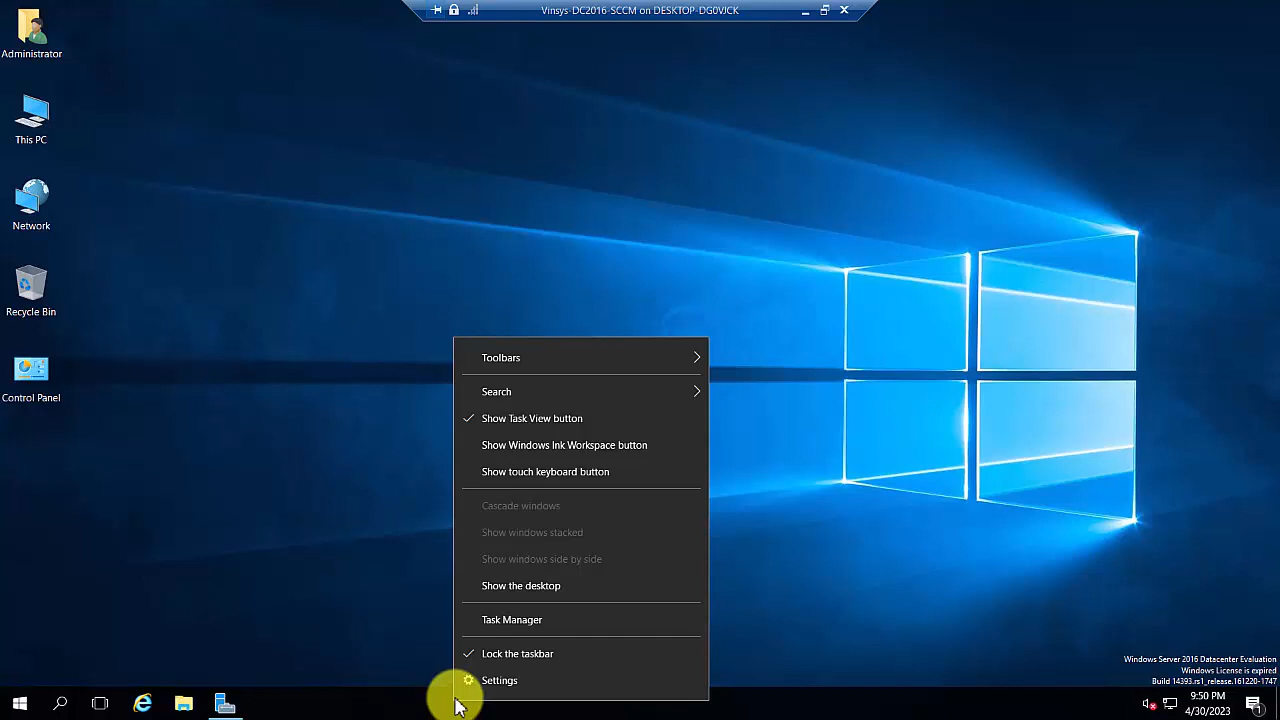 Vinsys-DC2016-SCCM on DESKTOP-DG0VJCK
Administrator
This PC
Network
Recycle Bin
Control Panel
Toolbars
Search
Show Task View button
Show Windows Ink Workspace button
Show touch keyboard button
Cascade windows
Show windows stacked
Show windows side by side
Show the desktop
Task Manager
Lock the taskbar
Settings
Windows Server 2016 Datacenter Evaluation
Windows License is expired
Build 14393.rs1_release.161220-1747
9:50 PM
4/30/2023
1